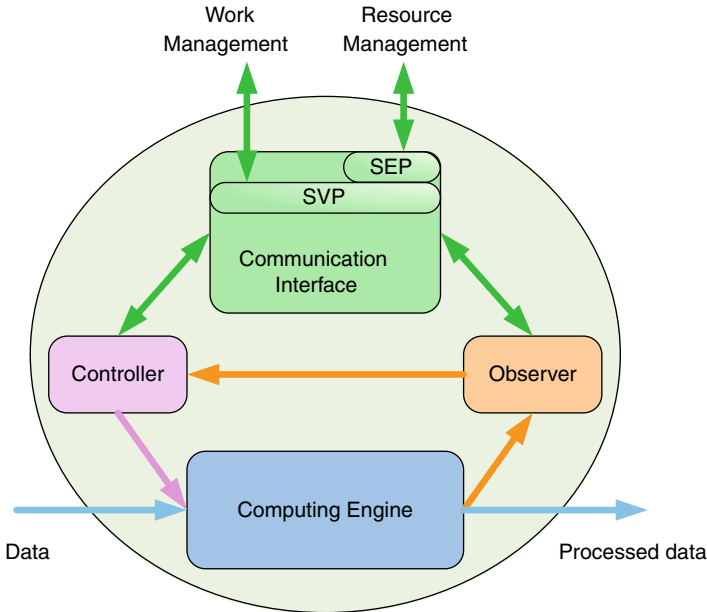 Work
Management
Resource
Management
SEP
SVP
Communication
Interface
Controller
Observer
Computing Engine
Data
Processed data